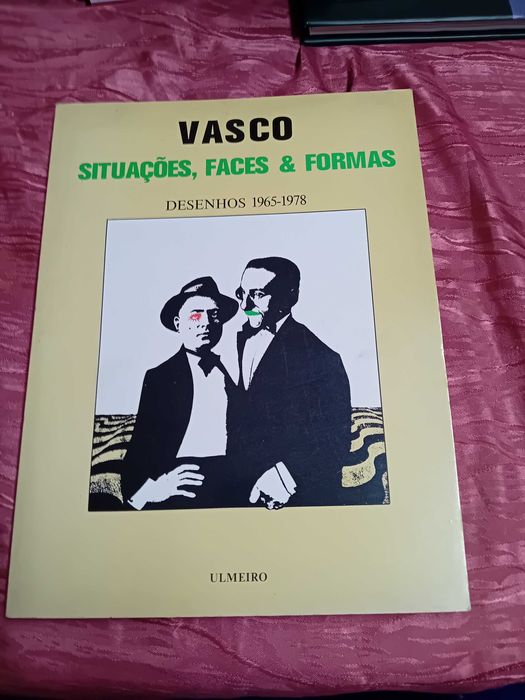 VASCO
SITUAÇÕES, FACES & FORMAS
DESENHOS 1965-1978
ULMEIRO